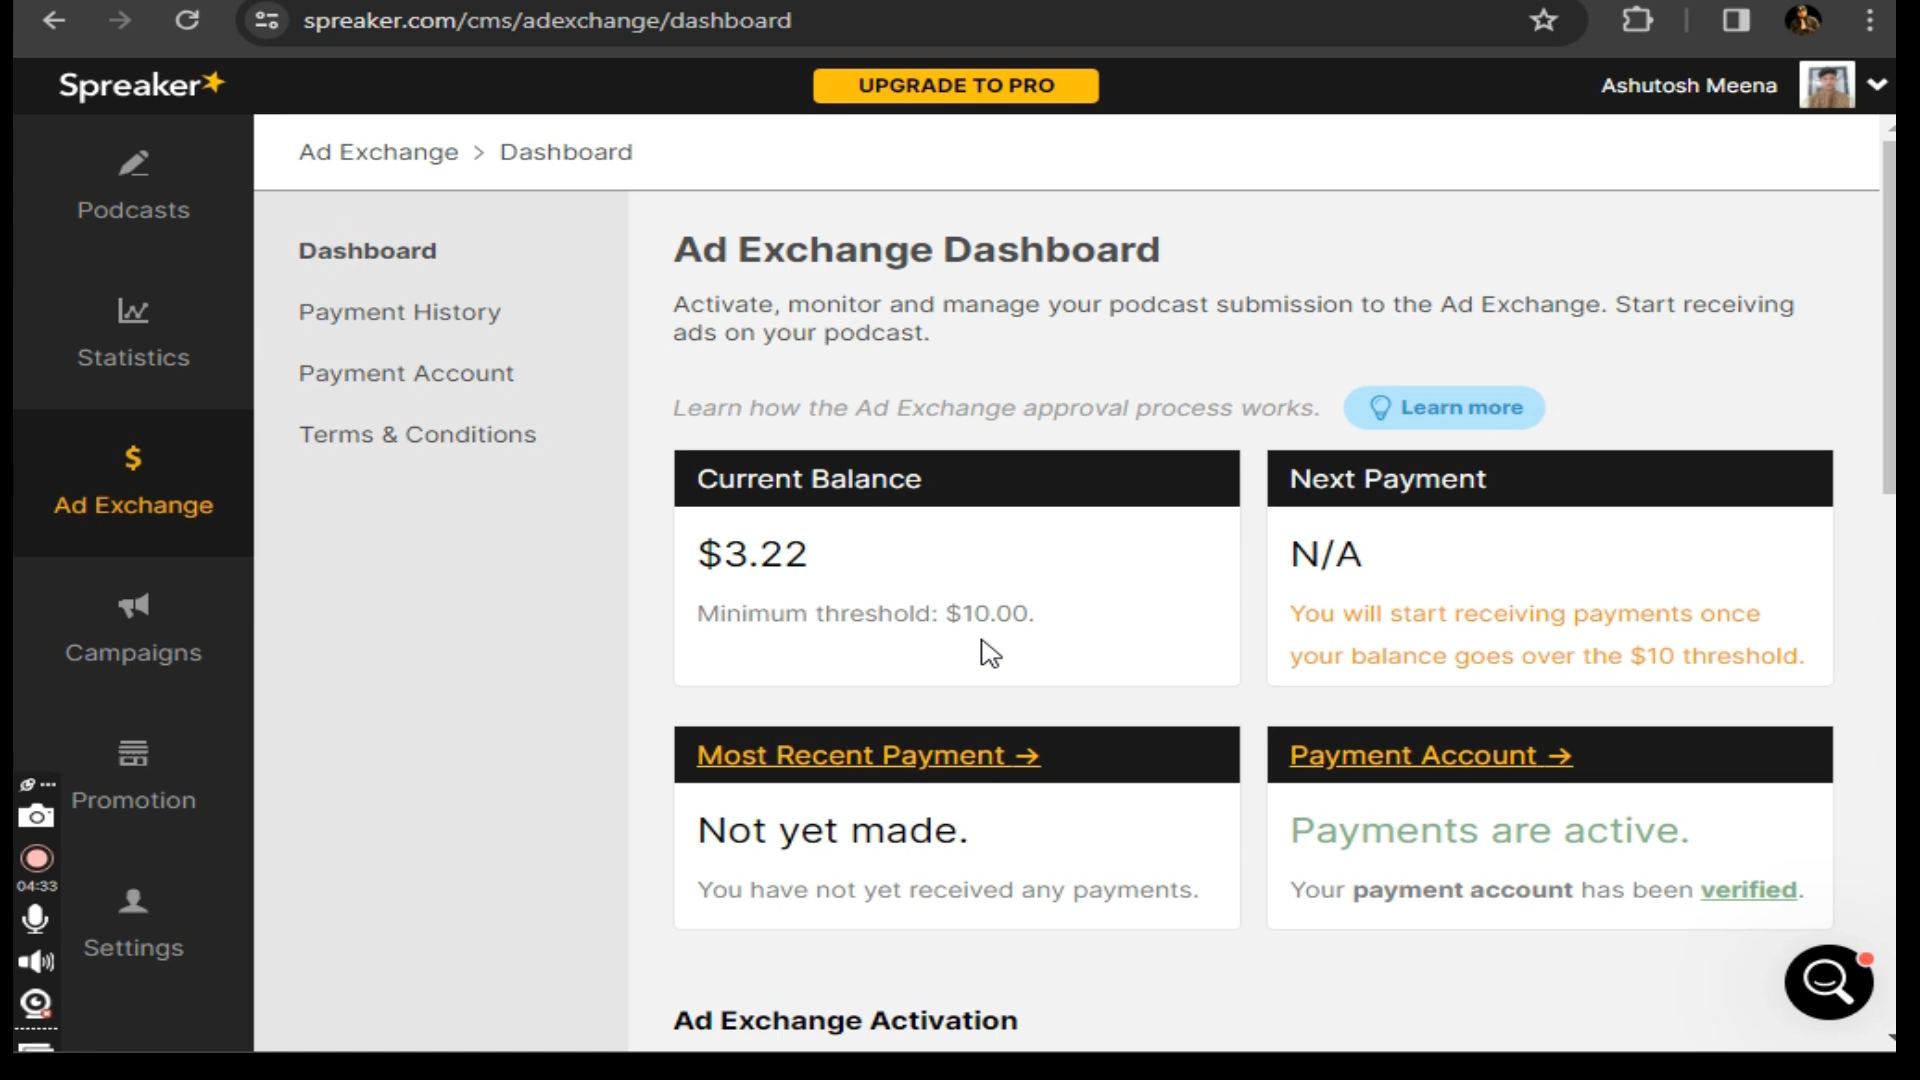 spreaker.com/cms/adexchange/dashboard
Spreaker
UPGRADE TO PRO
Ashutosh Meena
Podcasts
Statistics
$
Ad Exchange
Campaigns
Promotion
Settings
04:33
Ad Exchange > Dashboard
Dashboard
Payment History
Payment Account
Terms & Conditions
Ad Exchange Dashboard
Activate, monitor and manage your podcast submission to the Ad Exchange. Start receiving
ads on your podcast.
Learn how the Ad Exchange approval process works.
Learn more
Current Balance
$3.22
Minimum threshold: $10.00.
Next Payment
N/A
You will start receiving payments once
your balance goes over the $10 threshold.
Most Recent Payment →
Not yet made.
You have not yet received any payments.
Payment Account →
Payments are active.
Your payment account has been verified.
Ad Exchange Activation